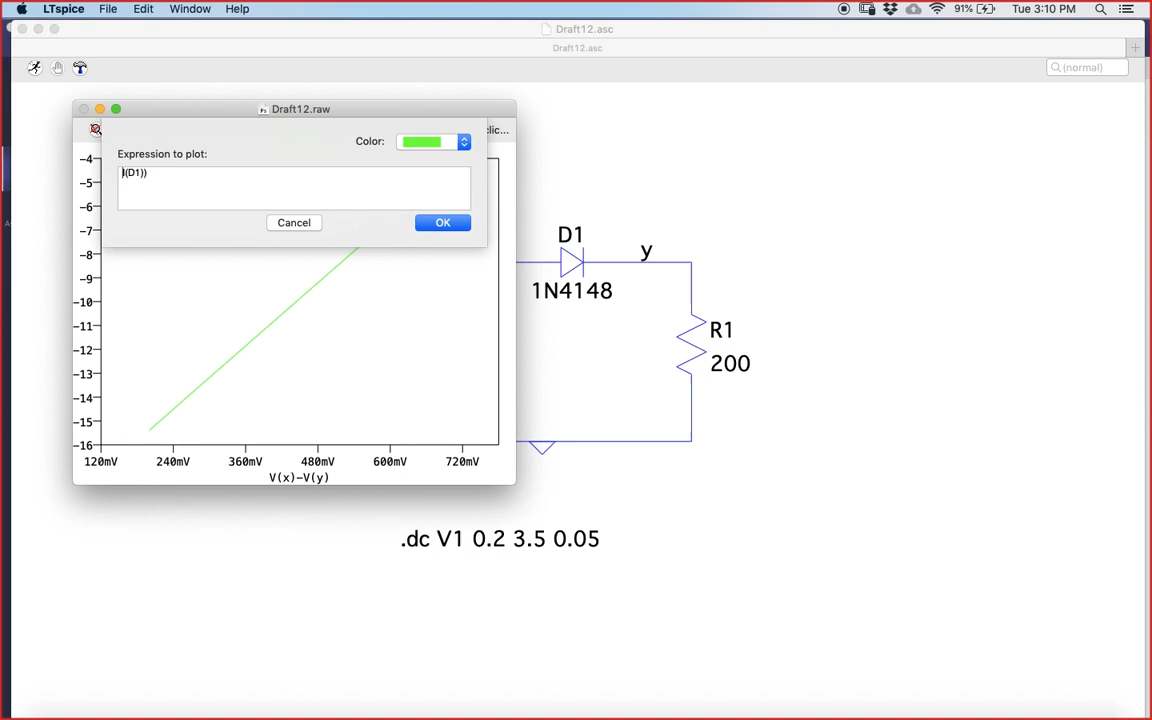 LTspice File Edit Window Help 91% Tue 3:10 PM
Draft12.asc
Draft12.asc
(normal)
Draft12.raw
clic...
Color:
Expression to plot:
I(D1))
Cancel OK
-4
-5
-6
-7
-8
-9
-10
-11
-12
-13
-14
-15
-16
120mV 240mV 360mV 480mV 600mV 720mV
V(x)-V(y)
D1
y
1N4148
R1
200
.dc V1 0.2 3.5 0.05